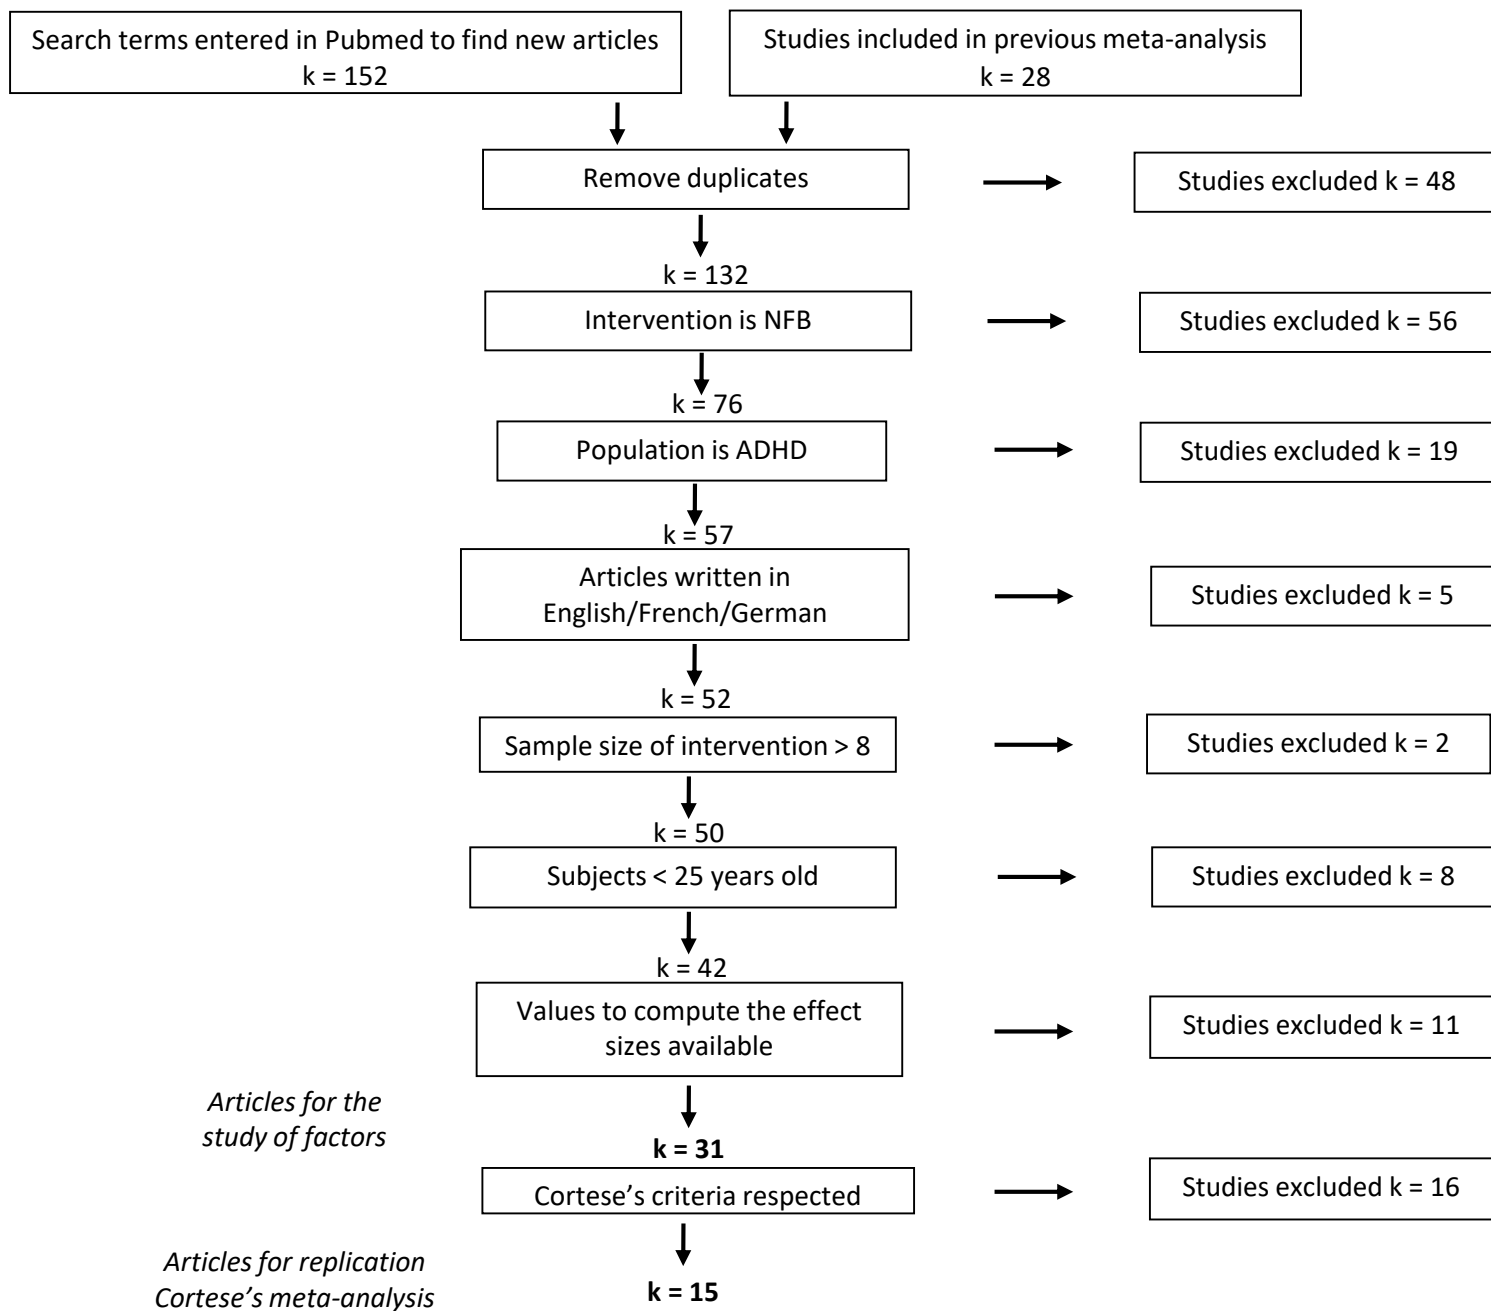 Search terms entered in Pubmed to find new articles
k = 152
Studies included in previous meta-analysis
k = 28
Remove duplicates
Studies excluded k = 48
k = 132
Intervention is NFB
Studies excluded k = 56
k = 76
Population is ADHD
Studies excluded k = 19
k = 57
Articles written in
English/French/German
Studies excluded k = 5
k = 52
Sample size of intervention > 8
Studies excluded k = 2
k = 50
Subjects < 25 years old
Studies excluded k = 8
k = 42
Values to compute the effect
sizes available
Studies excluded k = 11
Articles for the
study of factors
k = 31
Cortese’s criteria respected
Studies excluded k = 16
Articles for replication
Cortese’s meta-analysis
k = 15